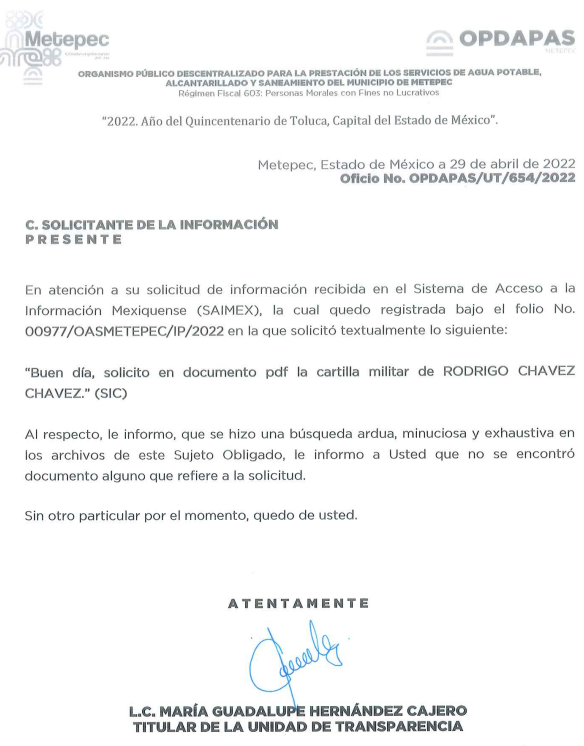 Metepec
OPDAPAS
METEPEC
ORGANISMO PÚBLICO DESCENTRALIZADO PARA LA PRESTACIÓN DE LOS SERVICIOS DE AGUA POTABLE,
ALCANTARILLADO Y SANEAMIENTO DEL MUNICIPIO DE METEPEC
Régimen Fiscal 603: Personas Morales con Fines no Lucrativos
"2022. Año del Quincentenario de Toluca, Capital del Estado de México".
Metepec, Estado de México a 29 de abril de 2022
Oficio No. OPDAPAS/UT/654/2022
C. SOLICITANTE DE LA INFORMACIÓN
P R E S E N T E
En atención a su solicitud de información recibida en el Sistema de Acceso a la
Información Mexiquense (SAIMEX), la cual quedo registrada bajo el folio No.
00977/OASMETEPEC/IP/2022 en la que solicitó textualmente lo siguiente:
"Buen día, solicito en documento pdf la cartilla militar de RODRIGO CHAVEZ
CHAVEZ." (SIC)
Al respecto, le informo, que se hizo una búsqueda ardua, minuciosa y exhaustiva en
los archivos de este Sujeto Obligado, le informo a Usted que no se encontró
documento alguno que refiere a la solicitud.
Sin otro particular por el momento, quedo de usted.
A T E N T A M E N T E
L.C. MARÍA GUADALUPE HERNÁNDEZ CAJERO
TITULAR DE LA UNIDAD DE TRANSPARENCIA